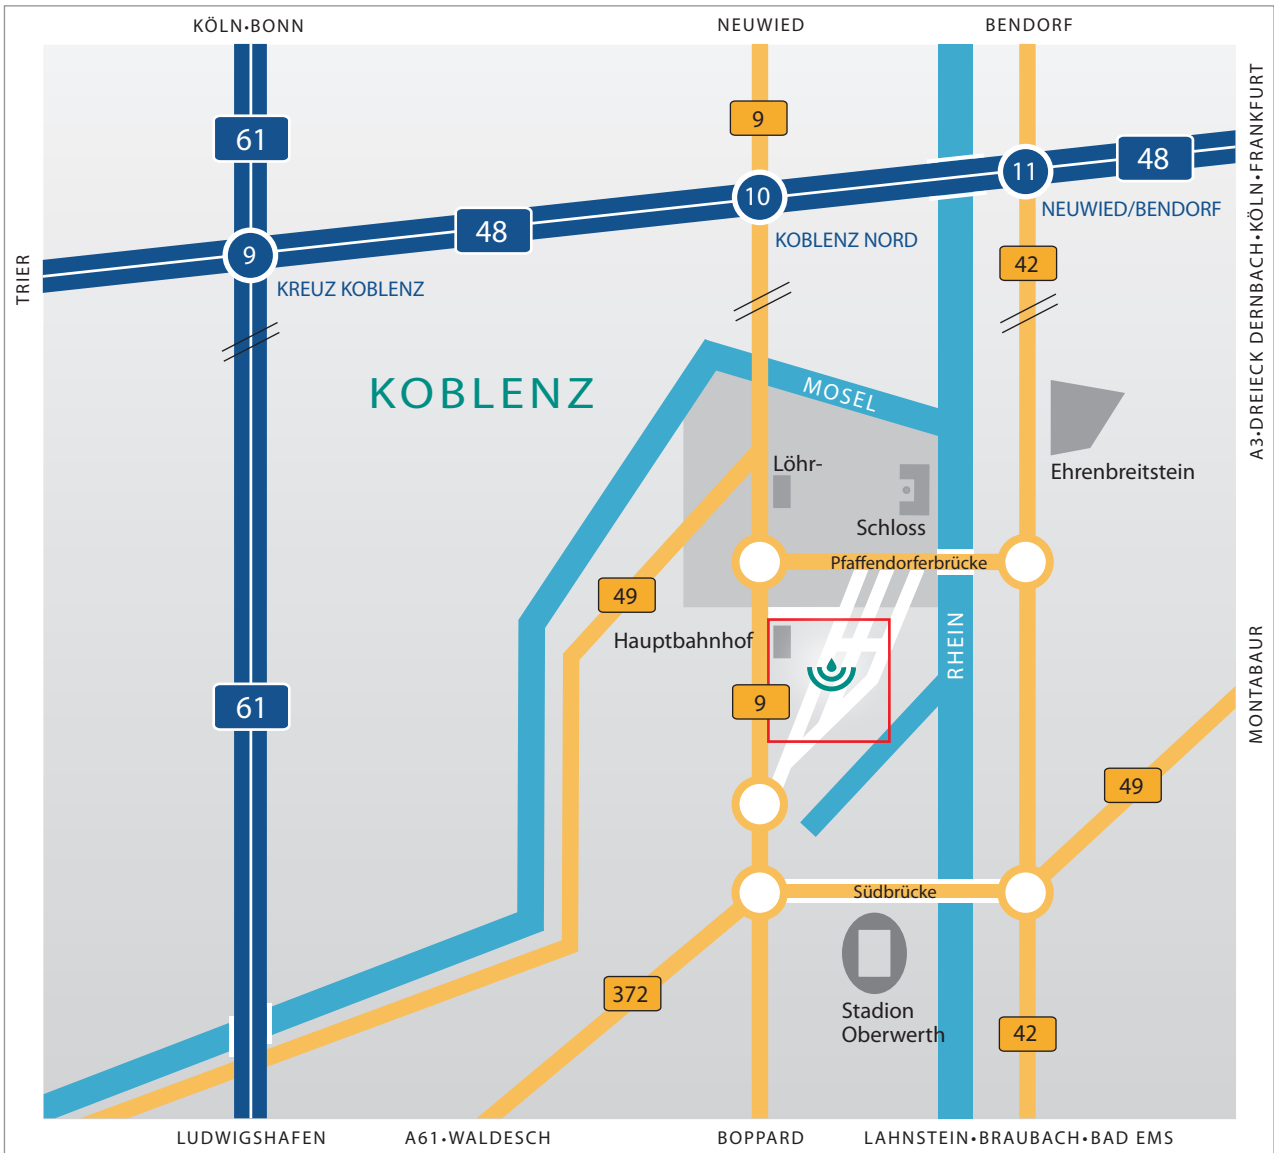 KÖLN•BONN
NEUWIED
BENDORF
9
61
48
11
10
NEUWIED/BENDORF
48
KOBLENZ NORD
9
42
KREUZ KOBLENZ
TRIER
A3•DREIECK DERNBACH•KÖLN•FRANKFURT
KOBLENZ
MOSEL
Löhr-
Ehrenbreitstein
Schloss
Pfaffendorferbrücke
49
Hauptbahnhof
RHEIN
MONTABAUR
61
9
49
Südbrücke
372
Stadion
Oberwerth
42
LUDWIGSHAFEN
A61•WALDESCH
BOPPARD
LAHNSTEIN•BRAUBACH•BAD EMS